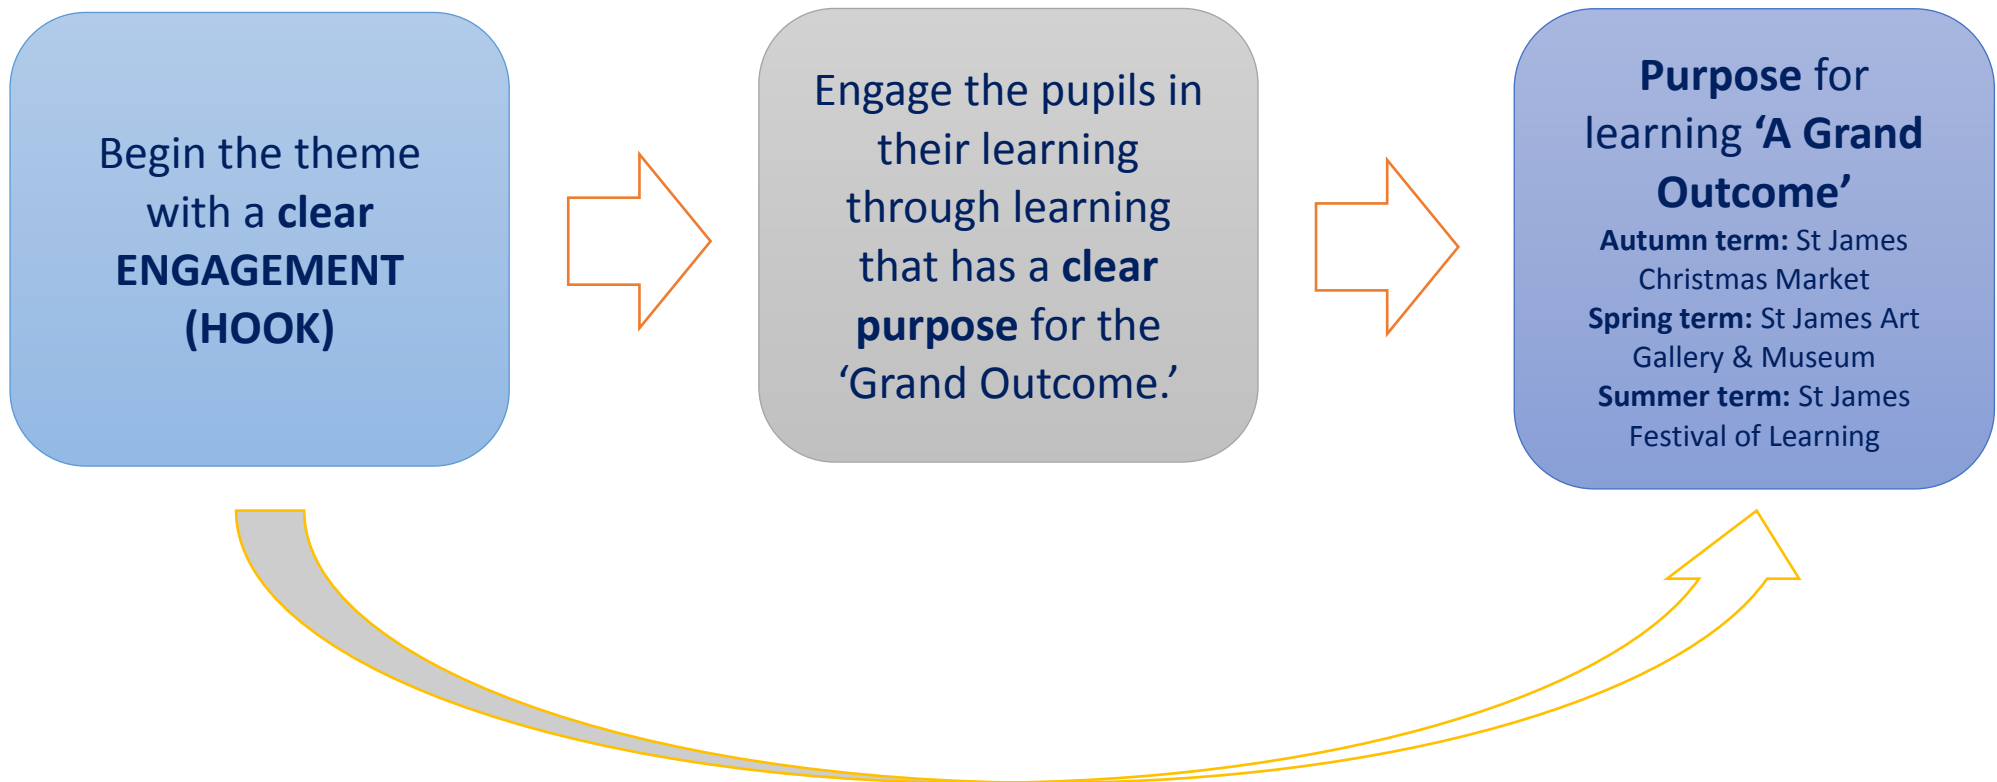 Begin the theme
with a clear
ENGAGEMENT
(HOOK)
Engage the pupils in
their learning
through learning
that has a clear
purpose for the
‘Grand Outcome.’
Purpose for
learning ‘A Grand
Outcome’
Autumn term: St James
Christmas Market
Spring term: St James Art
Gallery & Museum
Summer term: St James
Festival of Learning